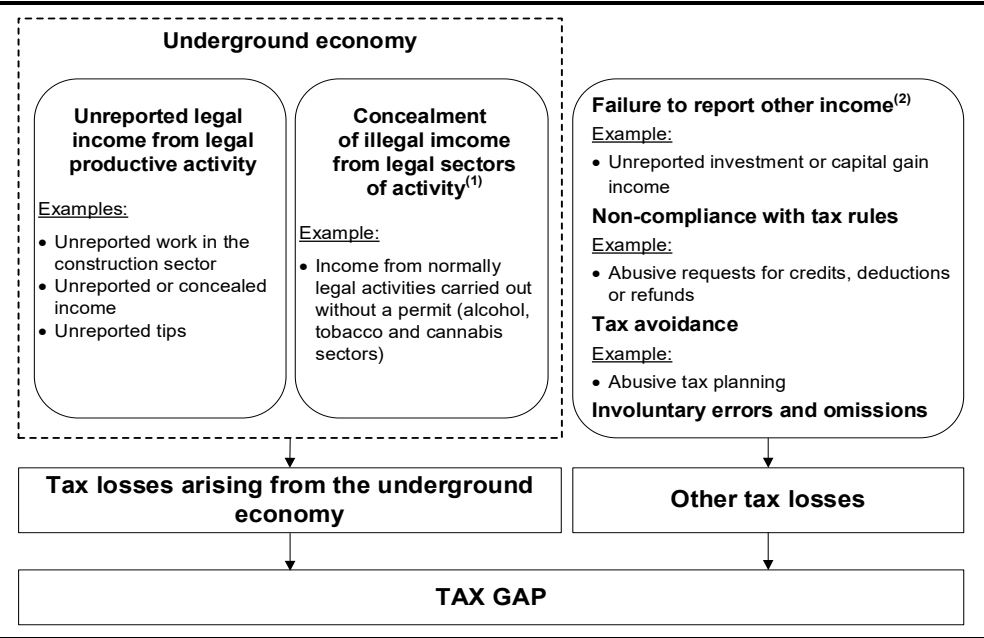 Underground economy
Unreported legal
income from legal
productive activity
Examples:
• Unreported work in the
construction sector
• Unreported or concealed
income
• Unreported tips
Concealment
of illegal imcome
from legal sectors
of activity(1)
Example:
• Income from normally
legal activities carried out
without a permit (alcohol,
tobacco and cannabis
sectors)
Failure to report other income(2)
Example:
• Unreported investment or capital gain
income
Non-compliance with tax rules
Example:
• Abusive requests for credits, deductions
or refunds
Tax avoidance
Example:
• Abusive tax planning
Involuntary errors and omissions
Tax losses arising from the underground
economy
Other tax losses
TAX GAP